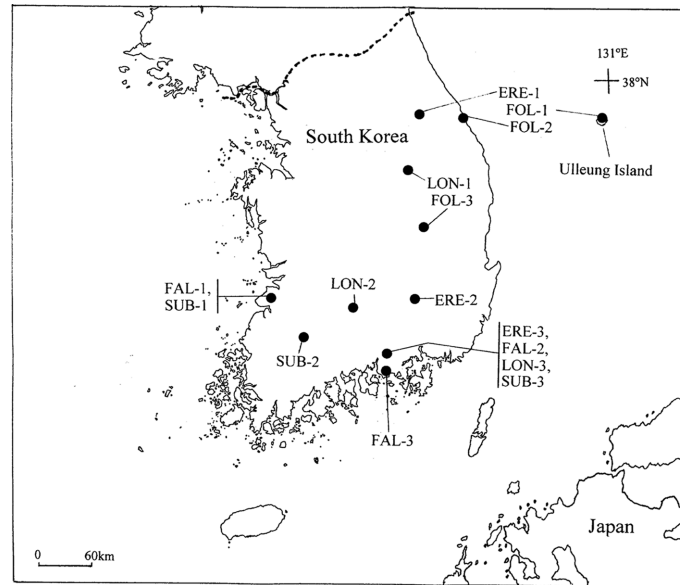 131°E
38°N
ERE-1
FOL-1
FOL-2
South Korea
Ulleung Island
LON-1
FOL-3
FAL-1,
SUB-1
LON-2
ERE-2
SUB-2
ERE-3,
FAL-2,
LON-3,
SUB-3
FAL-3
Japan
0 60km